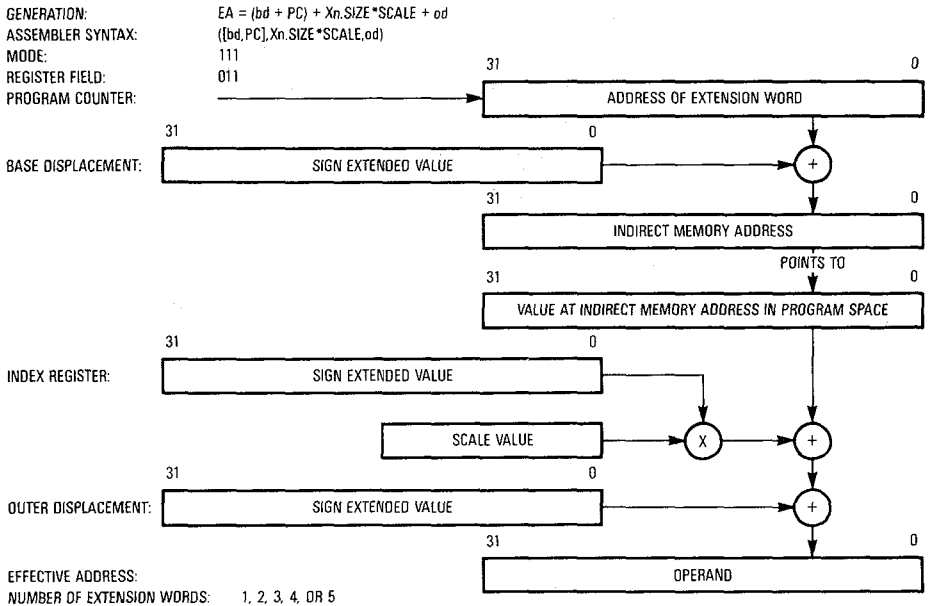 GENERATION: EA = (bd + PC) + Xn.SIZE*SCALE + od
ASSEMBLER SYNTAX: ([bd,PC],Xn.SIZE*SCALE,od)
MODE: 111
REGISTER FIELD: 011
31 0
PROGRAM COUNTER: ADDRESS OF EXTENSION WORD
31 0
BASE DISPLACEMENT: SIGN EXTENDED VALUE +
31 0
INDIRECT MEMORY ADDRESS
POINTS TO
31 0
VALUE AT INDIRECT MEMORY ADDRESS IN PROGRAM SPACE
31 0
INDEX REGISTER: SIGN EXTENDED VALUE
SCALE VALUE X +
31 0
OUTER DISPLACEMENT: SIGN EXTENDED VALUE +
31 0
EFFECTIVE ADDRESS: OPERAND
NUMBER OF EXTENSION WORDS: 1, 2, 3, 4, OR 5